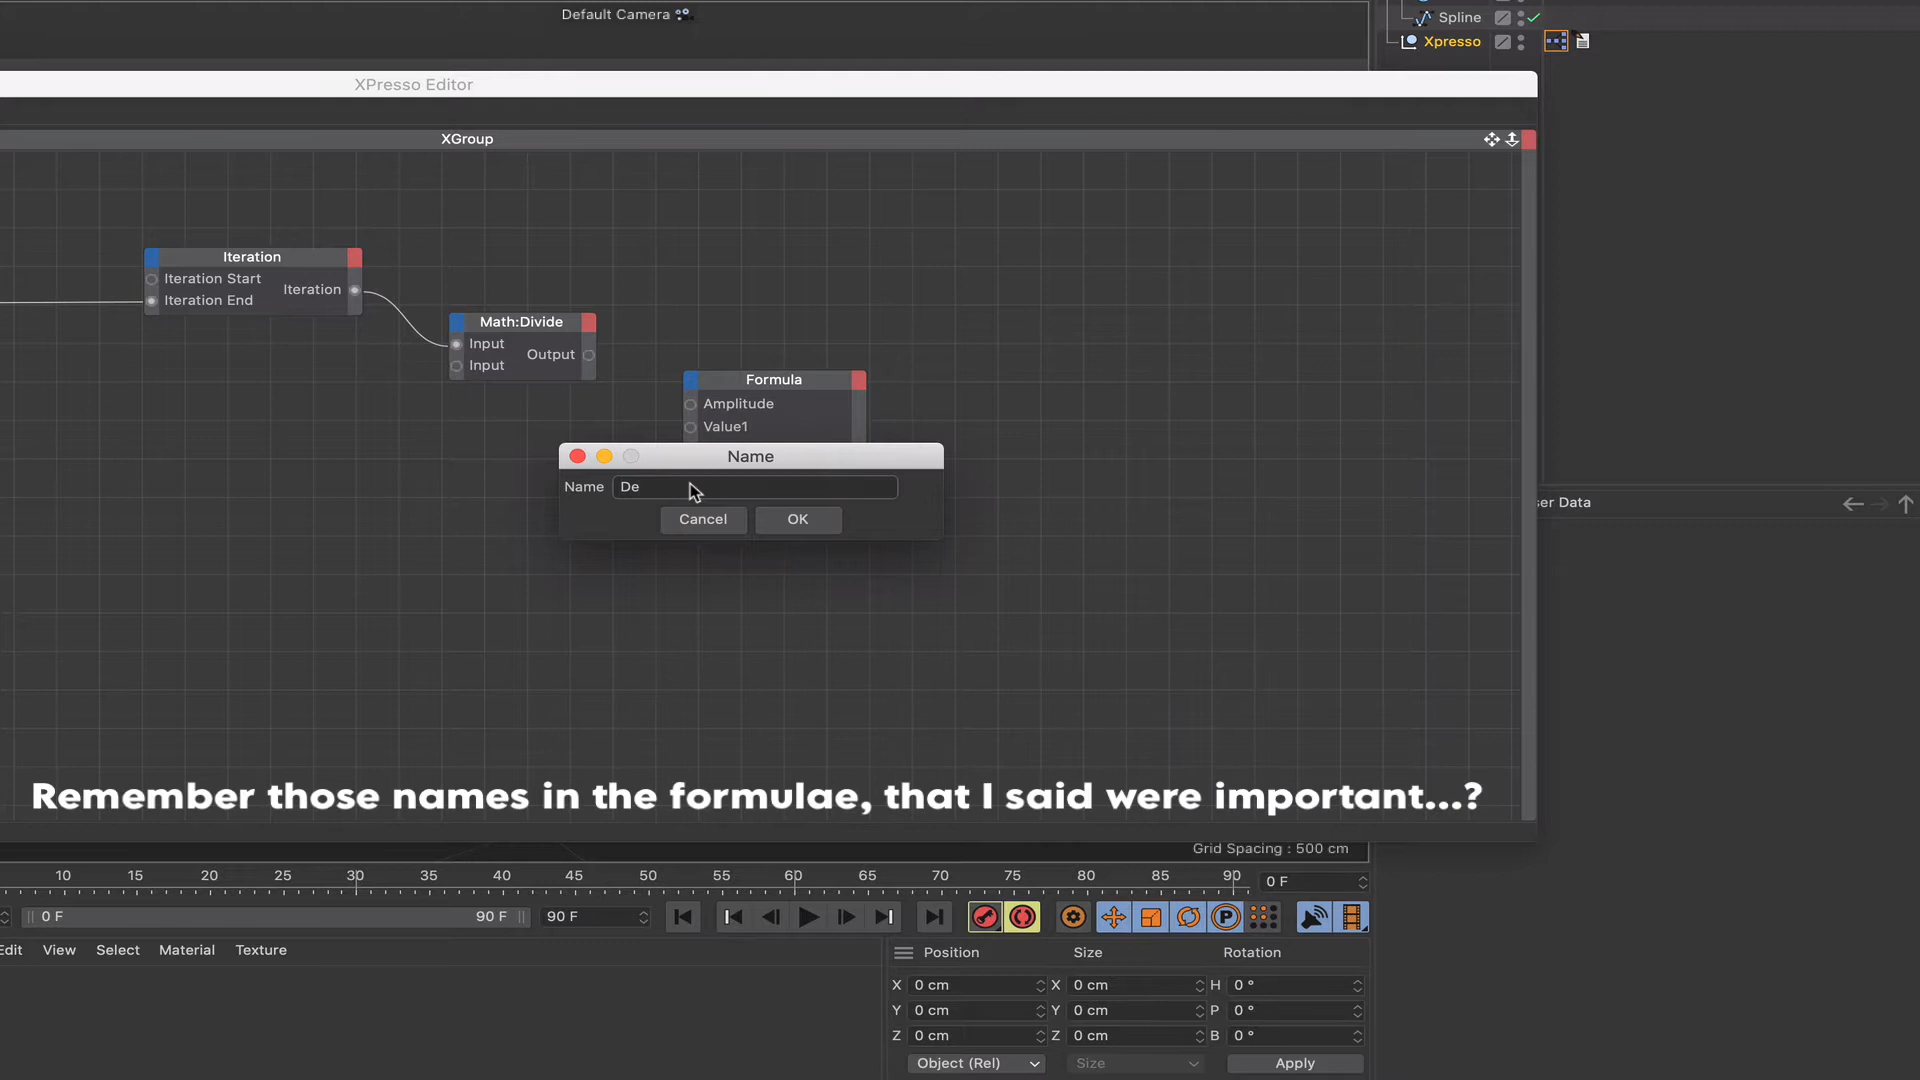 Default Camera
Spline
Xpresso
XPresso Editor
XGroup
Iteration
Iteration Start
Iteration
Iteration End
Math:Divide
Input
Output
Input
Formula
Amplitude
Value1
Name
Name De
Cancel OK
ser Data
Remember those names in the formulae, that I said were important...?
Grid Spacing : 500 cm
10 15 20 25 30 35 40 45 50 55 60 65 70 75 80 85 90 0 F
0 F 90 F 90 F
P
Edit View Select Material Texture
Position Size Rotation
X 0 cm X 0 cm H 0 °
Y 0 cm Y 0 cm P 0 °
Z 0 cm Z 0 cm B 0 °
Object (Rel) Size Apply